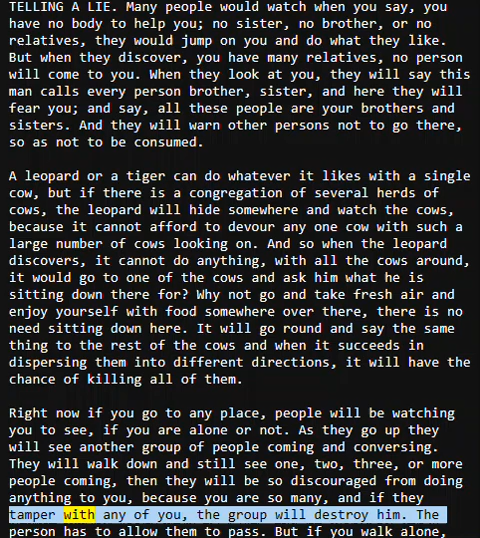 TELLING A LIE. Many people would watch when you say, you
have no body to help you; no sister, no brother, or no
relatives, they would jump on you and do what they like.
But when they discover, you have many relatives, no person
will come to you. When they look at you, they will say this
man calls every person brother, sister, and here they will
fear you; and say, all these people are your brothers and
sisters. And they will warn other persons not to go there,
so as not to be consumed.
A leopard or a tiger can do whatever it likes with a single
cow, but if there is a congregation of several herds of
cows, the leopard will hide somewhere and watch the cows,
because it cannot afford to devour any one cow with such a
large number of cows looking on. And so when the leopard
discovers, it cannot do anything, with all the cows around,
it would go to one of the cows and ask him what he is
sitting down there for? Why not go and take fresh air and
enjoy yourself with food somewhere over there, there is no
need sitting down here. It will go round and say the same
thing to the rest of the cows and when it succeeds in
dispersing them into different directions, it will have the
chance of killing all of them.
Right now if you go to any place, people will be watching
you to see, if you are alone or not. As they go up they
will see another group of people coming and conversing.
They will walk down and still see one, two, three, or more
people coming, then they will be so discouraged from doing
anything to you, because you are so many, and if they
tamper with any of you, the group will destroy him. The
person has to allow them to pass. But if you walk alone,